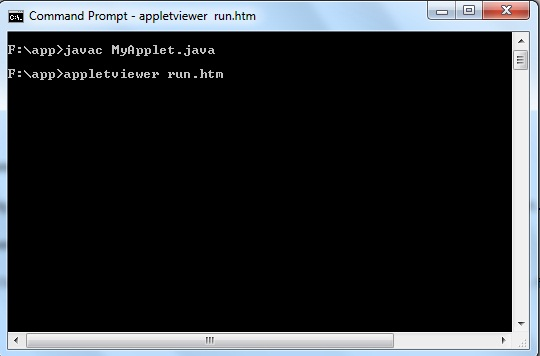 Command Prompt - appletviewer  run.htm
F:\app>javac MyApplet.java
F:\app>appletviewer run.htm